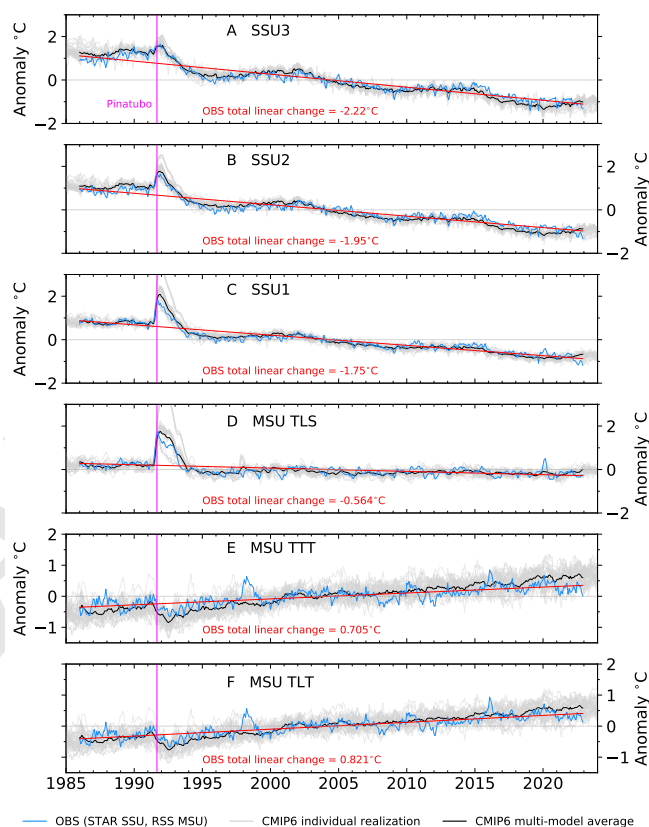 A SSU3
2
0
−2
Anomaly °C
Pinatubo
OBS total linear change = -2.22°C
B SSU2
2
0
−2
Anomaly °C
OBS total linear change = -1.95°C
C SSU1
2
0
−2
Anomaly °C
OBS total linear change = -1.75°C
D MSU TLS
2
0
−2
Anomaly °C
OBS total linear change = -0.564°C
E MSU TTT
2
1
0
−1
Anomaly °C
OBS total linear change = 0.705°C
F MSU TLT
2
1
0
−1
Anomaly °C
OBS total linear change = 0.821°C
1985 1990 1995 2000 2005 2010 2015 2020
OBS (STAR SSU, RSS MSU) CMIP6 individual realization CMIP6 multi-model average